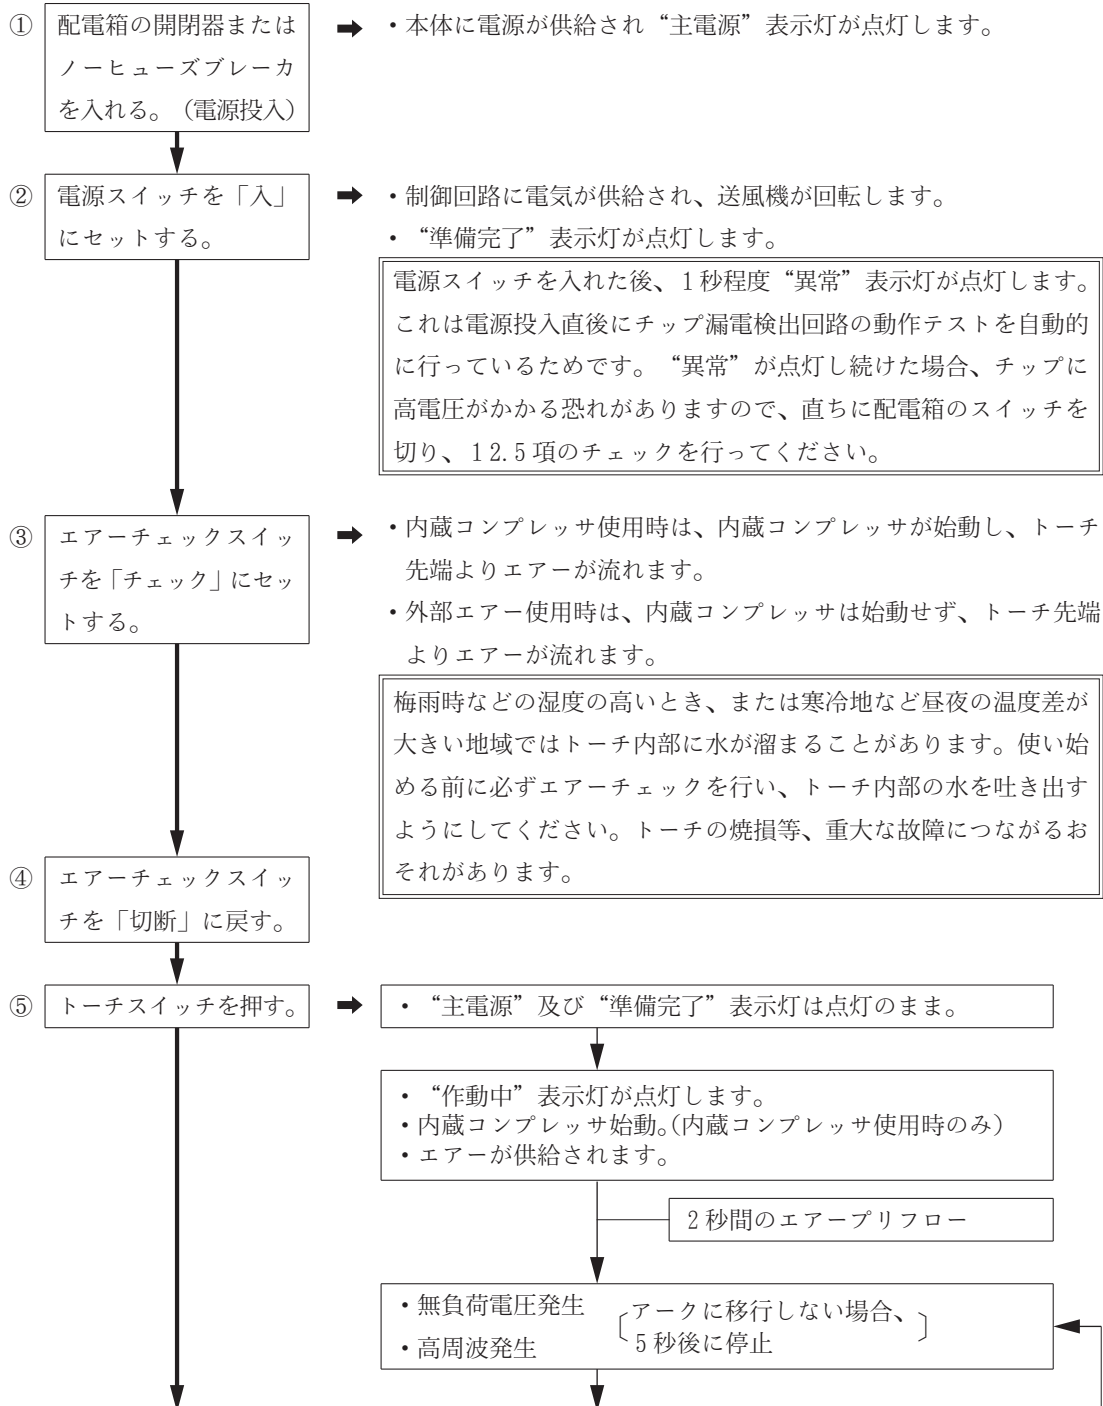 ① 配電箱の開閉器または
ノーヒューズブレーカ
を入れる。（電源投入）
➡ ・本体に電源が供給され“主電源”表示灯が点灯します。
② 電源スイッチを「入」
にセットする。
➡ ・制御回路に電気が供給され、送風機が回転します。
・“準備完了”表示灯が点灯します。
電源スイッチを入れた後、1秒程度“異常”表示灯が点灯します。
これは電源投入直後にチップ漏電検出回路の動作テストを自動的
に行っているためです。“異常”が点灯し続けた場合、チップに
高電圧がかかる恐れがありますので、直ちに配電箱のスイッチを
切り、12.5項のチェックを行ってください。
③ エアーチェックスイッ
チを「チェック」にセッ
トする。
➡ ・内蔵コンプレッサ使用時は、内蔵コンプレッサが始動し、トーチ
先端よりエアーが流れます。
・外部エアー使用時は、内蔵コンプレッサは始動せず、トーチ先端
よりエアーが流れます。
梅雨時などの湿度の高いとき、または寒冷地など昼夜の温度差が
大きい地域ではトーチ内部に水が溜まることがあります。使い始
める前に必ずエアーチェックを行い、トーチ内部の水を吐き出す
ようにしてください。トーチの焼損等、重大な故障につながるお
それがあります。
④ エアーチェックスイッ
チを「切断」に戻す。
⑤ トーチスイッチを押す。
➡ ・“主電源”及び“準備完了”表示灯は点灯のまま。
・“作動中”表示灯が点灯します。
・内蔵コンプレッサ始動。（内蔵コンプレッサ使用時のみ）
・エアーが供給されます。
2秒間のエアープリフロー
・無負荷電圧発生
・高周波発生
〔アークに移行しない場合、
5秒後に停止〕